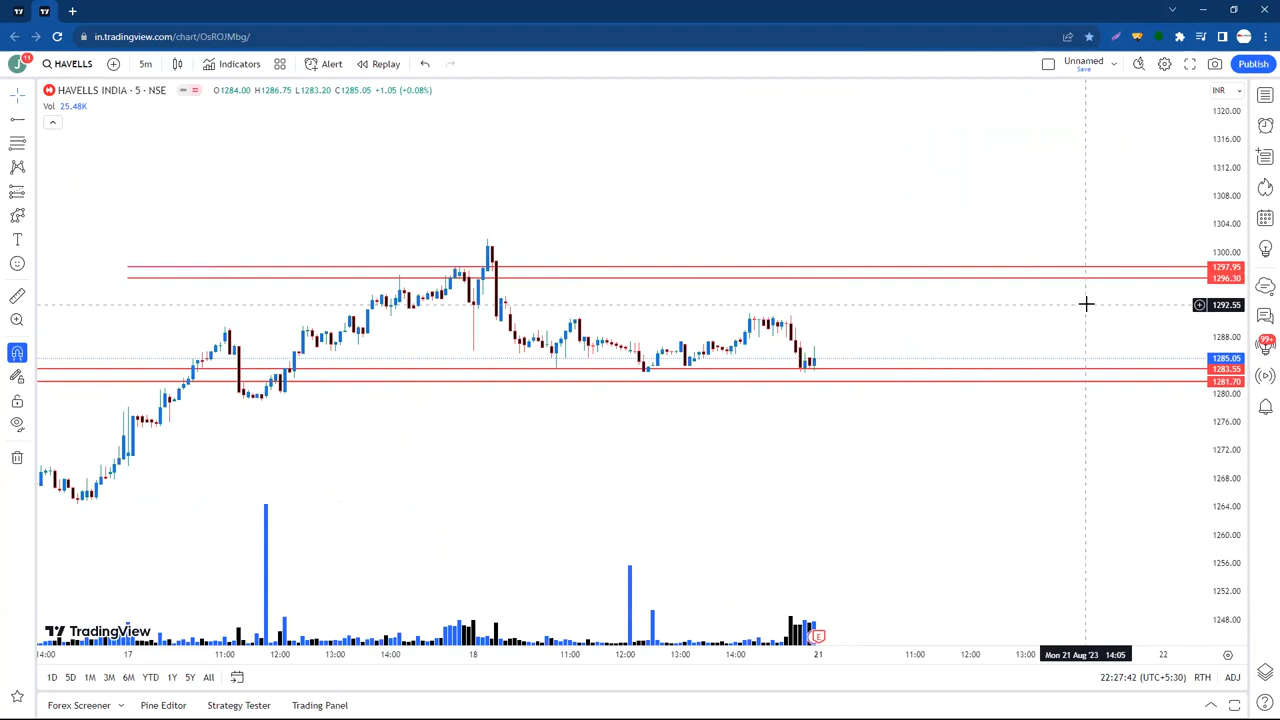 in.tradingview.com/chart/OsROJMbg/
J 11 HAVELLS 5m Indicators Alert Replay Unnamed Save Publish
HAVELLS INDIA · 5 · NSE O1284.00 H1286.75 L1283.20 C1285.05 +1.05 (+0.08%) INR
Vol 25.48K
1320.00
1316.00
1312.00
1308.00
1304.00
1300.00
1297.95
1296.30
1292.55
1288.00
1285.05
1283.55
1281.70
1280.00
1276.00
1272.00
1268.00
1264.00
1260.00
1256.00
1252.00
1248.00
99+
E
TradingView
14:00 17 11:00 12:00 13:00 14:00 18 11:00 12:00 13:00 14:00 21 11:00 12:00 13:00 Mon 21 Aug '23 14:05 22
1D 5D 1M 3M 6M YTD 1Y 5Y All 22:27:42 (UTC+5:30) RTH ADJ
Forex Screener Pine Editor Strategy Tester Trading Panel